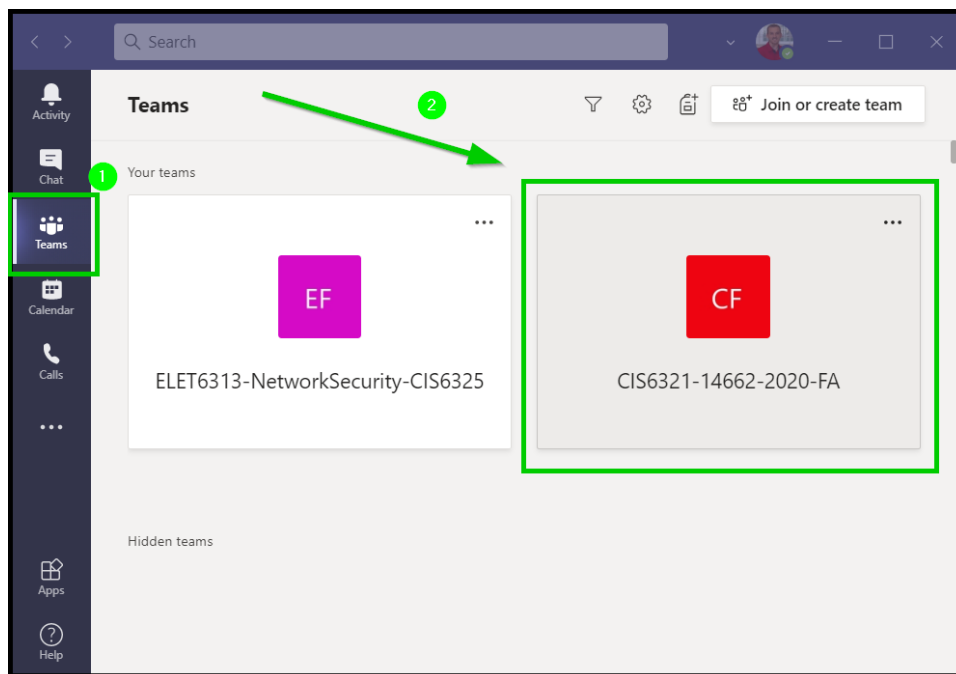 Search
Activity
Chat
Teams
Calendar
Calls
Apps
Help
Teams
2
Join or create team
1
Your teams
EF
ELET6313-NetworkSecurity-CIS6325
CF
CIS6321-14662-2020-FA
Hidden teams